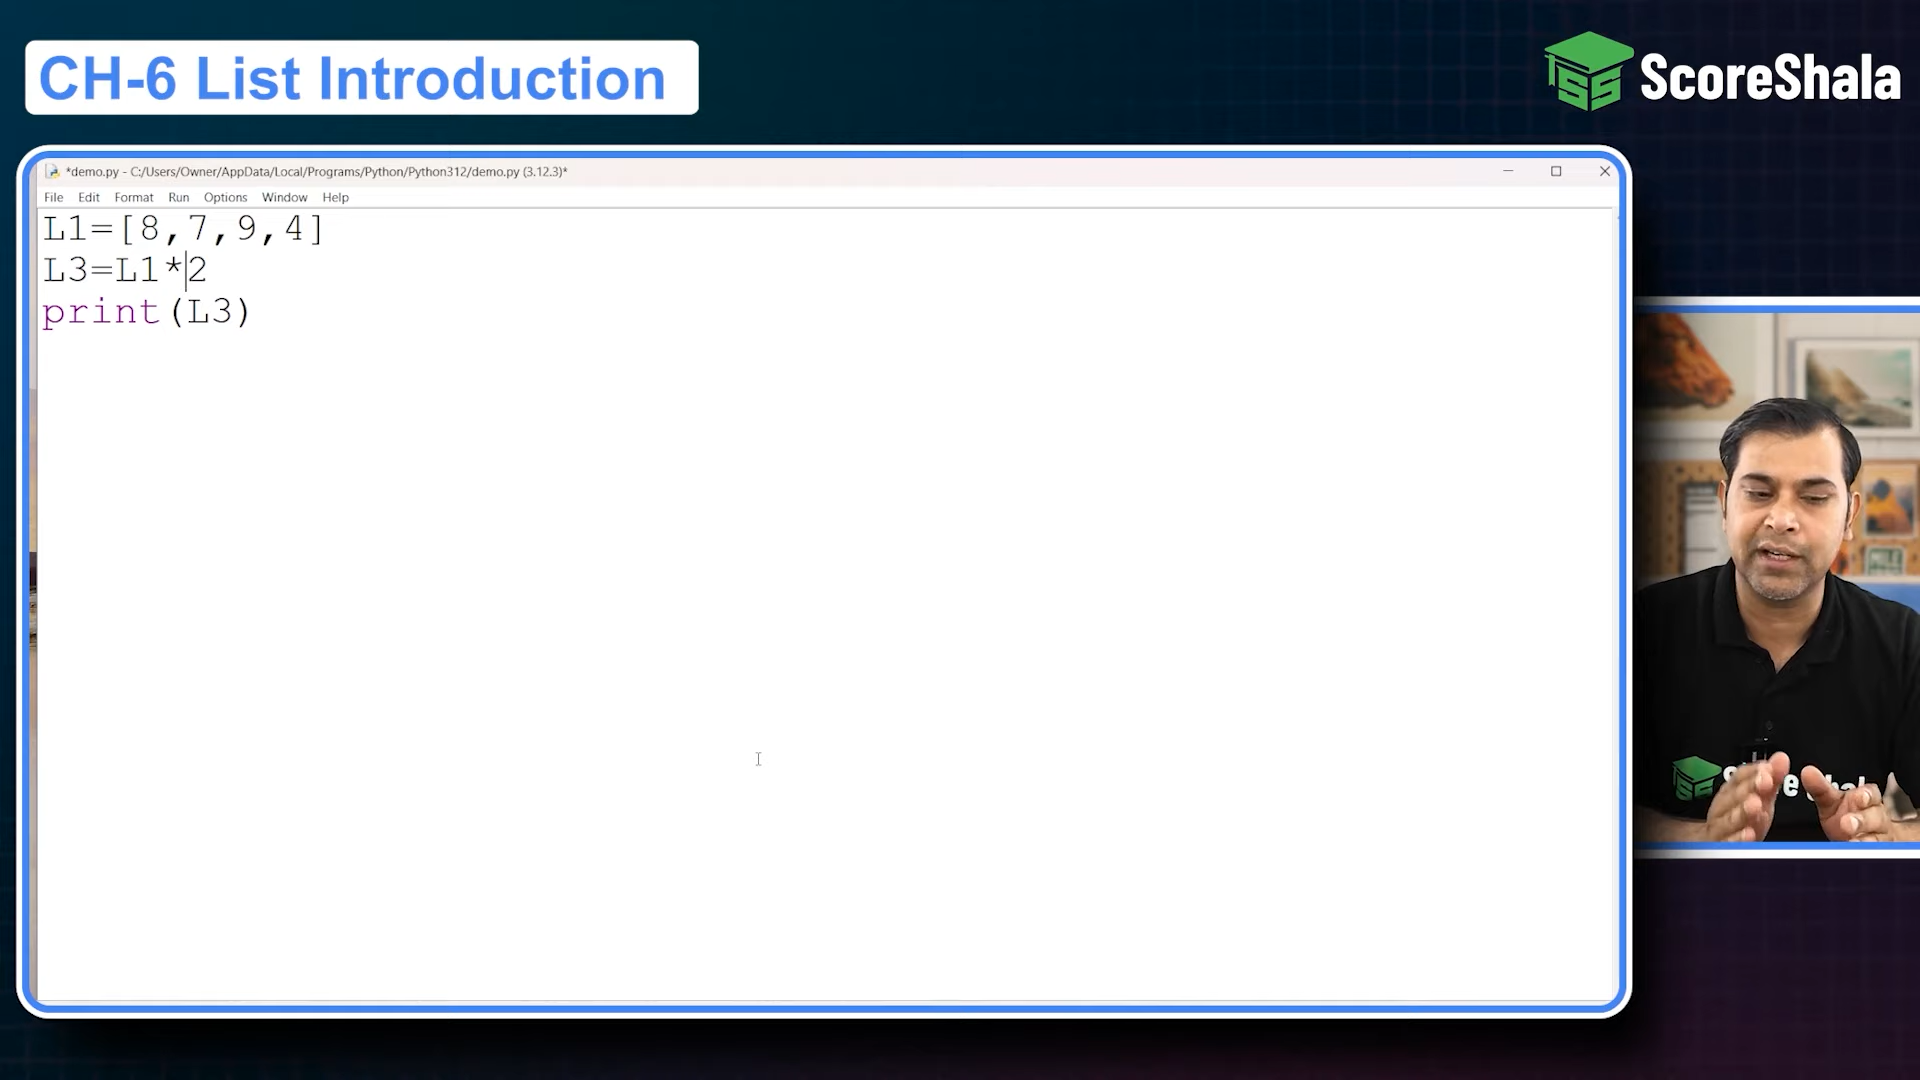 CH-6 List Introduction
ScoreShala
*demo.py - C:/Users/Owner/AppData/Local/Programs/Python/Python312/demo.py (3.12.3)*
File Edit Format Run Options Window Help
L1=[8,7,9,4]
L3=L1*2
print(L3)